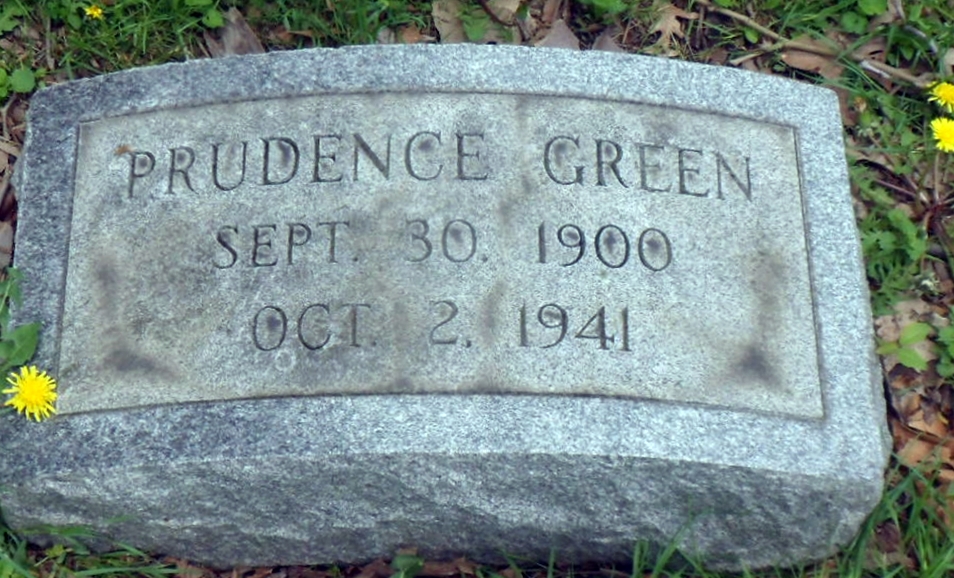 PRUDENCE GREEN
SEPT. 30. 1900
OCT. 2. 1941